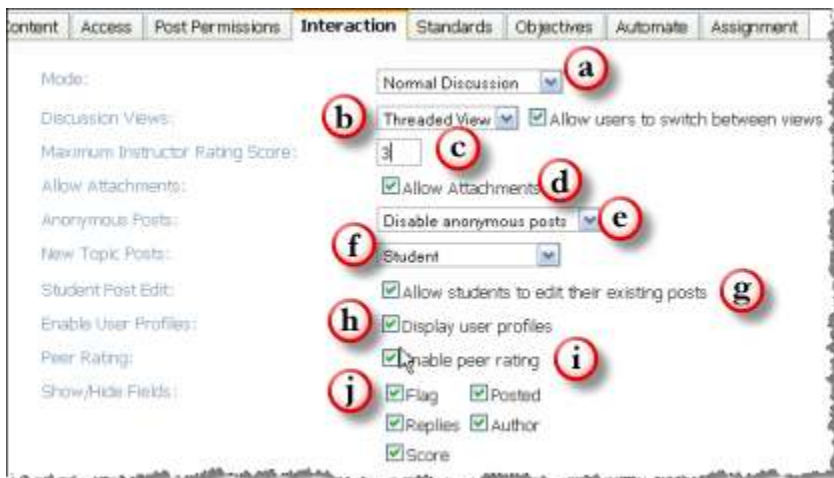 Content Access Post Permissions Interaction Standards Objectives Automate Assignment
Mode: Normal Discussion a
Discussion Views: b Threaded View Allow users to switch between views
Maximum Instructor Rating Score: 3 c
Allow Attachments: Allow Attachments d
Anonymous Posts: Disable anonymous posts e
New Topic Posts: f Student
Student Post Edit: Allow students to edit their existing posts g
Enable User Profiles: h Display user profiles
Peer Rating: Enable peer rating i
Show/Hide Fields: j Flag Posted
Replies Author
Score